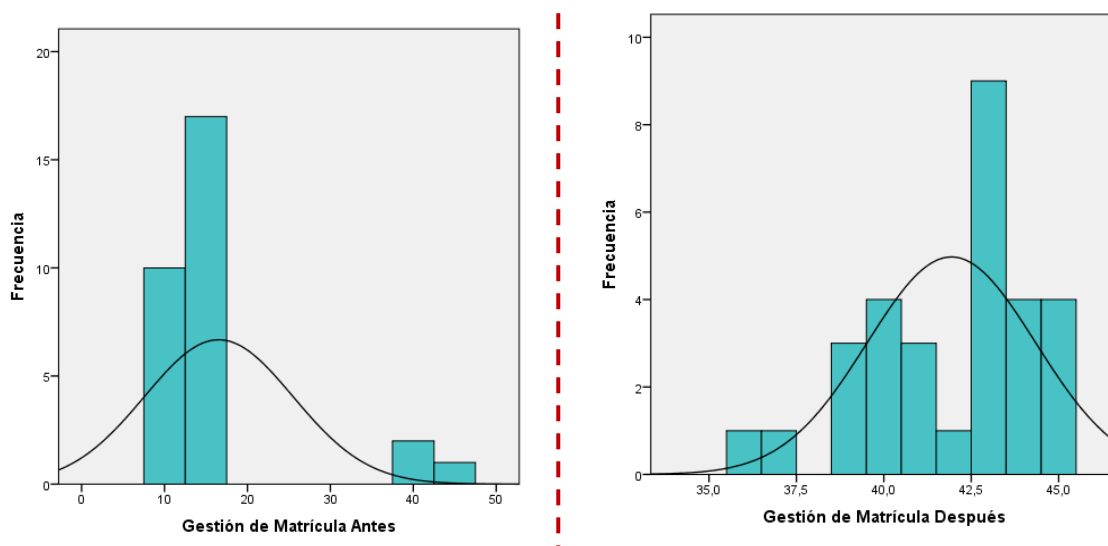 20
15
10
5
0
Frecuencia
0 10 20 30 40 50
Gestión de Matrícula Antes
10
8
6
4
2
0
Frecuencia
35,0 37,5 40,0 42,5 45,0
Gestión de Matrícula Después